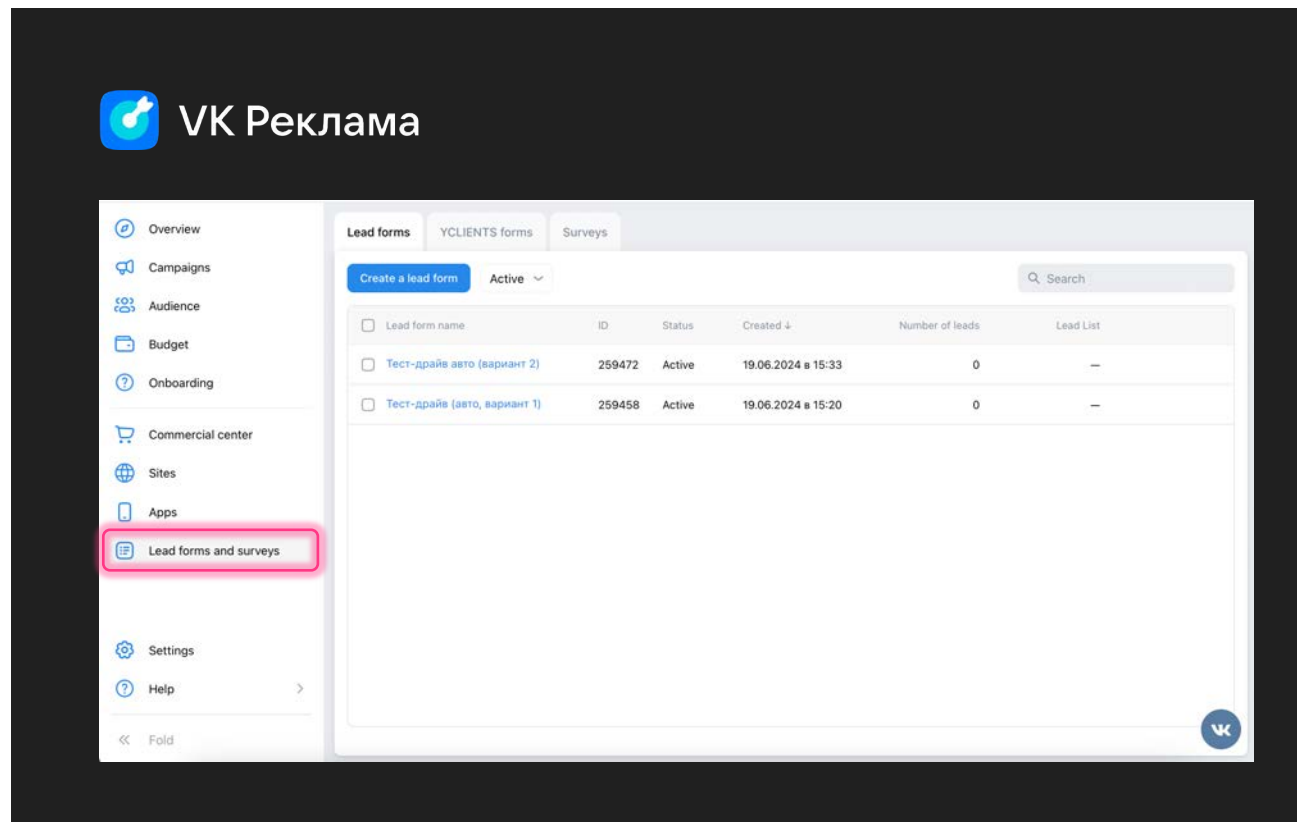 VK Реклама
Overview
Campaigns
Audience
Budget
Onboarding
Commercial center
Sites
Apps
Lead forms and surveys
Settings
Help
Fold
Lead forms YCLIENTS forms Surveys
Create a lead form Active Search
Lead form name ID Status Created ↓ Number of leads Lead List
Тест-драйв авто (вариант 2) 259472 Active 19.06.2024 в 15:33 0 —
Тест-драйв (авто, вариант 1) 259458 Active 19.06.2024 в 15:20 0 —